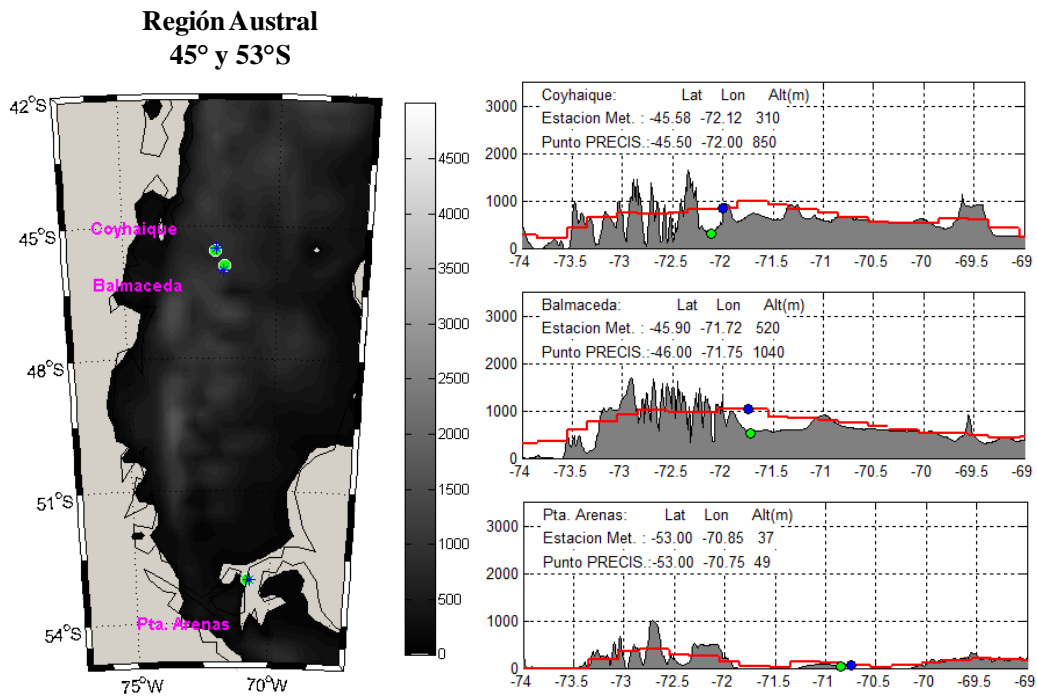 Región Austral
45° y 53°S
42°S
45°S
48°S
51°S
54°S
75°W
70°W
Coyhaique
Balmaceda
Pta. Arenas
4500
4000
3500
3000
2500
2000
1500
1000
500
0
Coyhaique: Lat Lon Alt(m)
Estacion Met. : -45.58 -72.12 310
Punto PRECIS.:-45.50 -72.00 850
3000
2000
1000
0
-74 -73.5 -73 -72.5 -72 -71.5 -71 -70.5 -70 -69.5 -69
Balmaceda: Lat Lon Alt(m)
Estacion Met. : -45.90 -71.72 520
Punto PRECIS.:-46.00 -71.75 1040
3000
2000
1000
0
-74 -73.5 -73 -72.5 -72 -71.5 -71 -70.5 -70 -69.5 -69
Pta. Arenas: Lat Lon Alt(m)
Estacion Met. : -53.00 -70.85 37
Punto PRECIS.:-53.00 -70.75 49
3000
2000
1000
0
-74 -73.5 -73 -72.5 -72 -71.5 -71 -70.5 -70 -69.5 -69